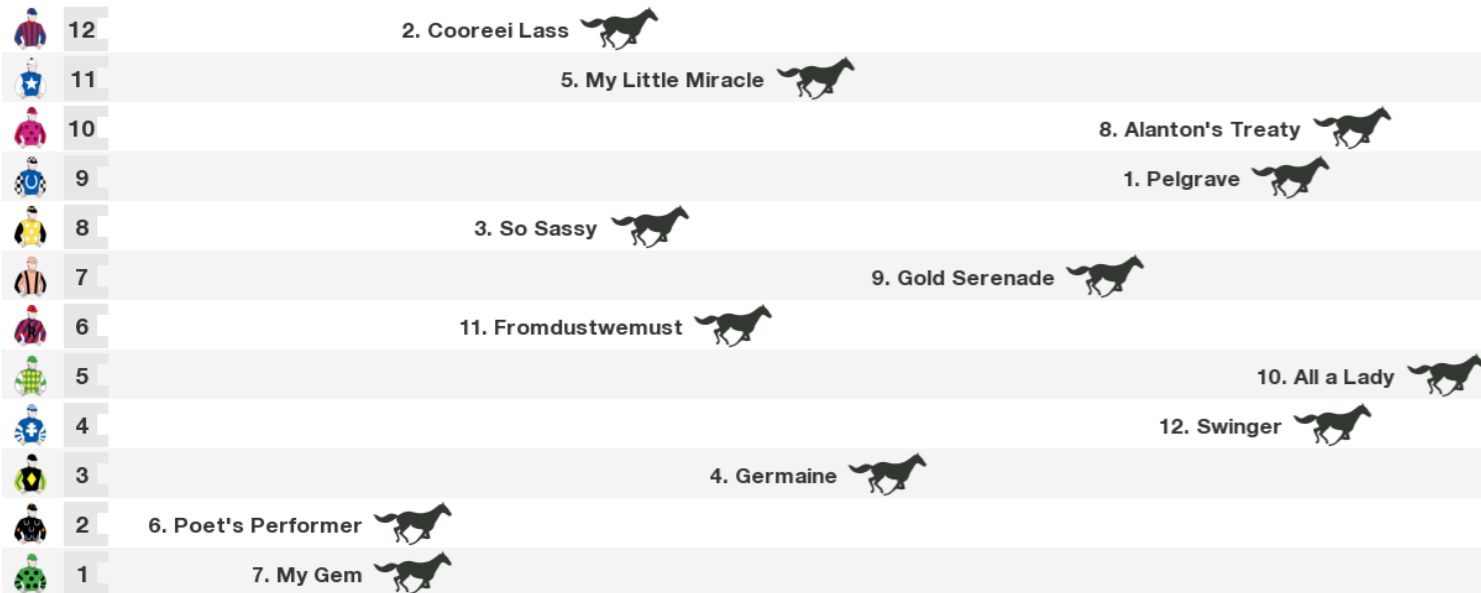 12 2. Cooreei Lass
11 5. My Little Miracle
10 8. Alanton's Treaty
9 1. Pelgrave
8 3. So Sassy
7 9. Gold Serenade
6 11. Fromdustwemust
5 10. All a Lady
4 12. Swinger
3 4. Germaine
2 6. Poet's Performer
1 7. My Gem